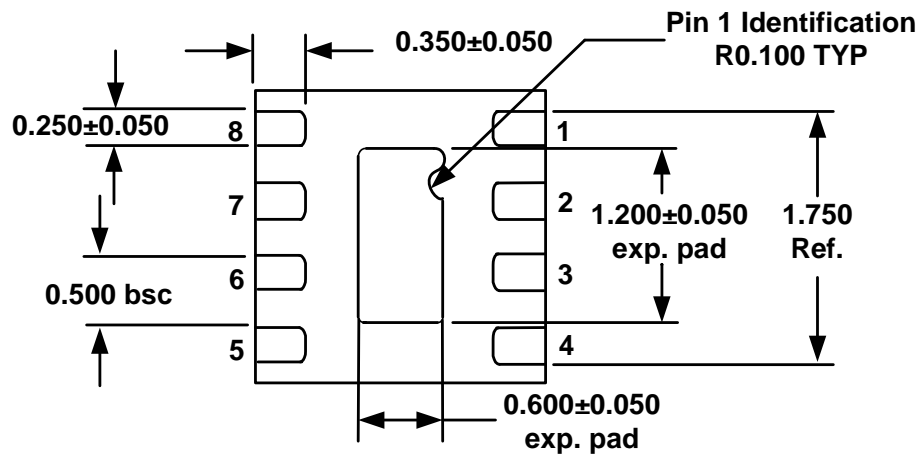 Pin 1 Identification
R0.100 TYP
0.350±0.050
0.250±0.050
8
1
7
2
1.200±0.050
exp. pad
1.750
Ref.
6
3
0.500 bsc
5
4
0.600±0.050
exp. pad